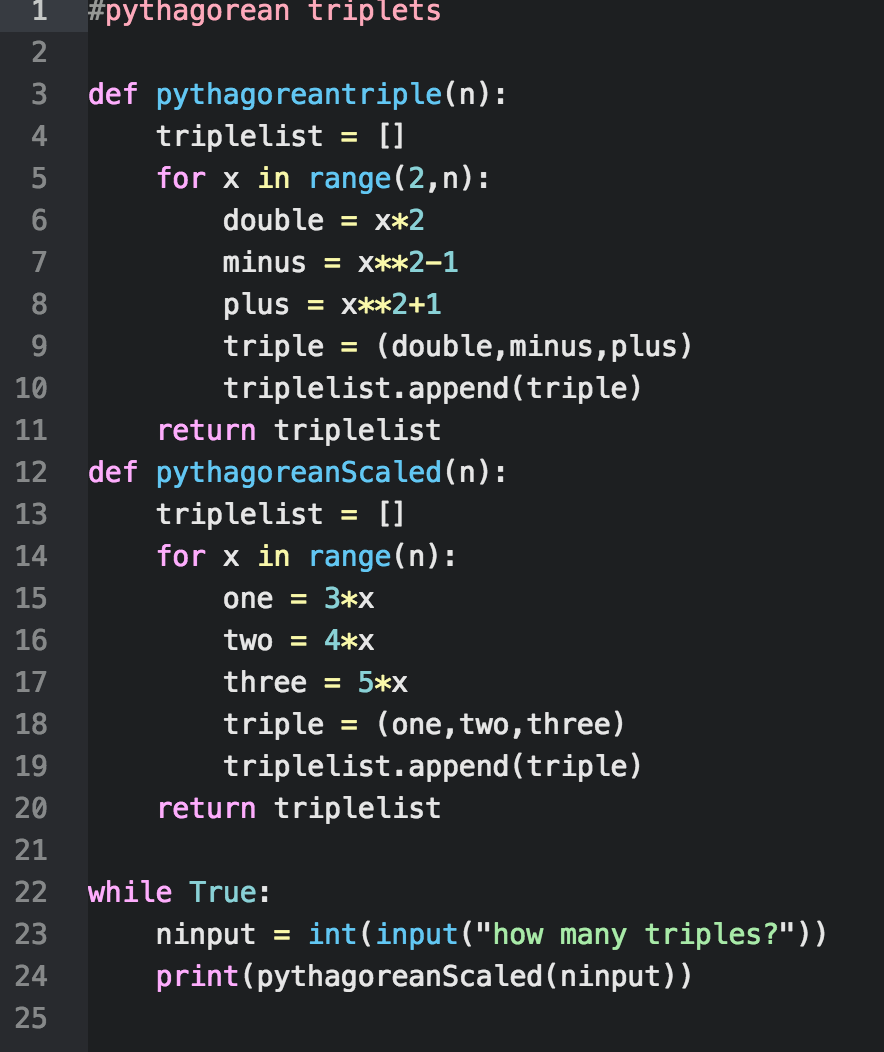 1 #pythagorean triplets
2
3 def pythagoreantriple(n):
4     triplelist = []
5     for x in range(2,n):
6         double = x*2
7         minus = x**2-1
8         plus = x**2+1
9         triple = (double,minus,plus)
10         triplelist.append(triple)
11     return triplelist
12 def pythagoreanScaled(n):
13     triplelist = []
14     for x in range(n):
15         one = 3*x
16         two = 4*x
17         three = 5*x
18         triple = (one,two,three)
19         triplelist.append(triple)
20     return triplelist
21
22 while True:
23     ninput = int(input("how many triples?"))
24     print(pythagoreanScaled(ninput))
25